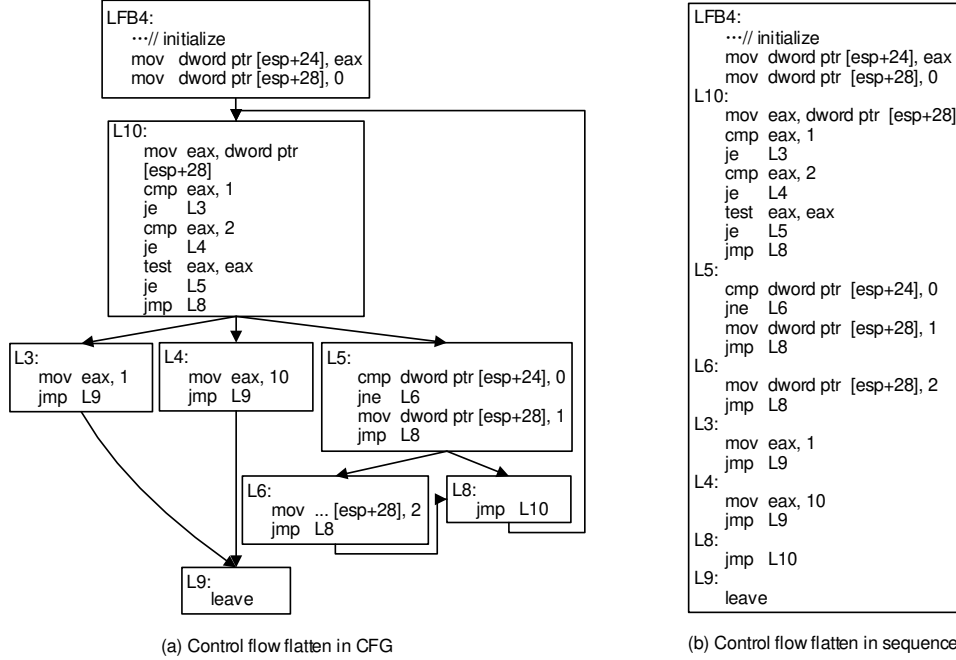 LFB4:
···// initialize
mov dword ptr [esp+24], eax
mov dword ptr [esp+28], 0
L10:
mov eax, dword ptr
[esp+28]
cmp eax, 1
je L3
cmp eax, 2
je L4
test eax, eax
je L5
jmp L8
L3:
mov eax, 1
jmp L9
L4:
mov eax, 10
jmp L9
L5:
cmp dword ptr [esp+24], 0
jne L6
mov dword ptr [esp+28], 1
jmp L8
L6:
mov ... [esp+28], 2
jmp L8
L8:
jmp L10
L9:
leave
(a) Control flow flatten in CFG
LFB4:
···// initialize
mov dword ptr [esp+24], eax
mov dword ptr [esp+28], 0
L10:
mov eax, dword ptr [esp+28]
cmp eax, 1
je L3
cmp eax, 2
je L4
test eax, eax
je L5
jmp L8
L5:
cmp dword ptr [esp+24], 0
jne L6
mov dword ptr [esp+28], 1
jmp L8
L6:
mov dword ptr [esp+28], 2
jmp L8
L3:
mov eax, 1
jmp L9
L4:
mov eax, 10
jmp L9
L8:
jmp L10
L9:
leave
(b) Control flow flatten in sequence